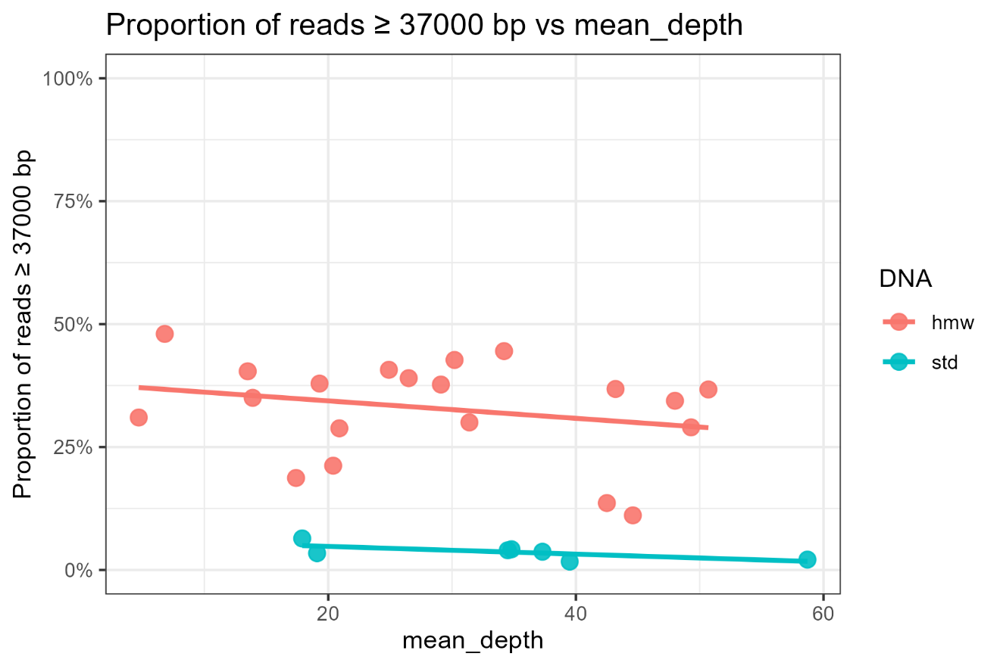 Proportion of reads ≥ 37000 bp vs mean_depth
Proportion of reads ≥ 37000 bp
100%
75%
50%
25%
0%
20
40
60
mean_depth
DNA
hmw
std